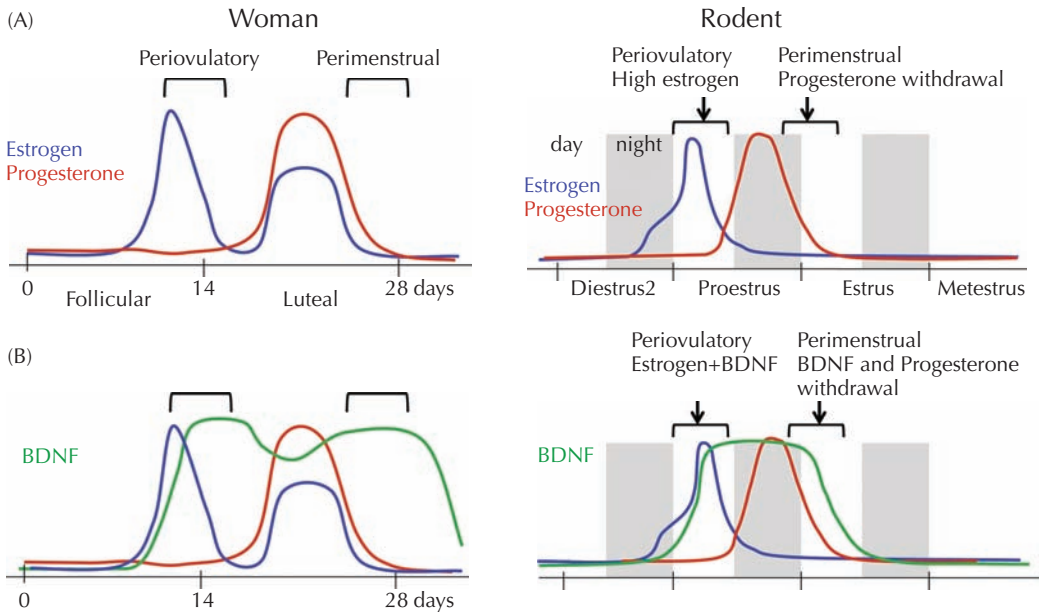 (A)
Woman
Periovulatory
Perimenstrual
Estrogen
Progesterone
0
14
28 days
Follicular
Luteal
Rodent
Periovulatory
High estrogen
Perimenstrual
Progesterone withdrawal
day
night
Estrogen
Progesterone
Diestrus2
Proestrus
Estrus
Metestrus
(B)
BDNF
0
14
28 days
Periovulatory
Estrogen+BDNF
Perimenstrual
BDNF and Progesterone
withdrawal
BDNF